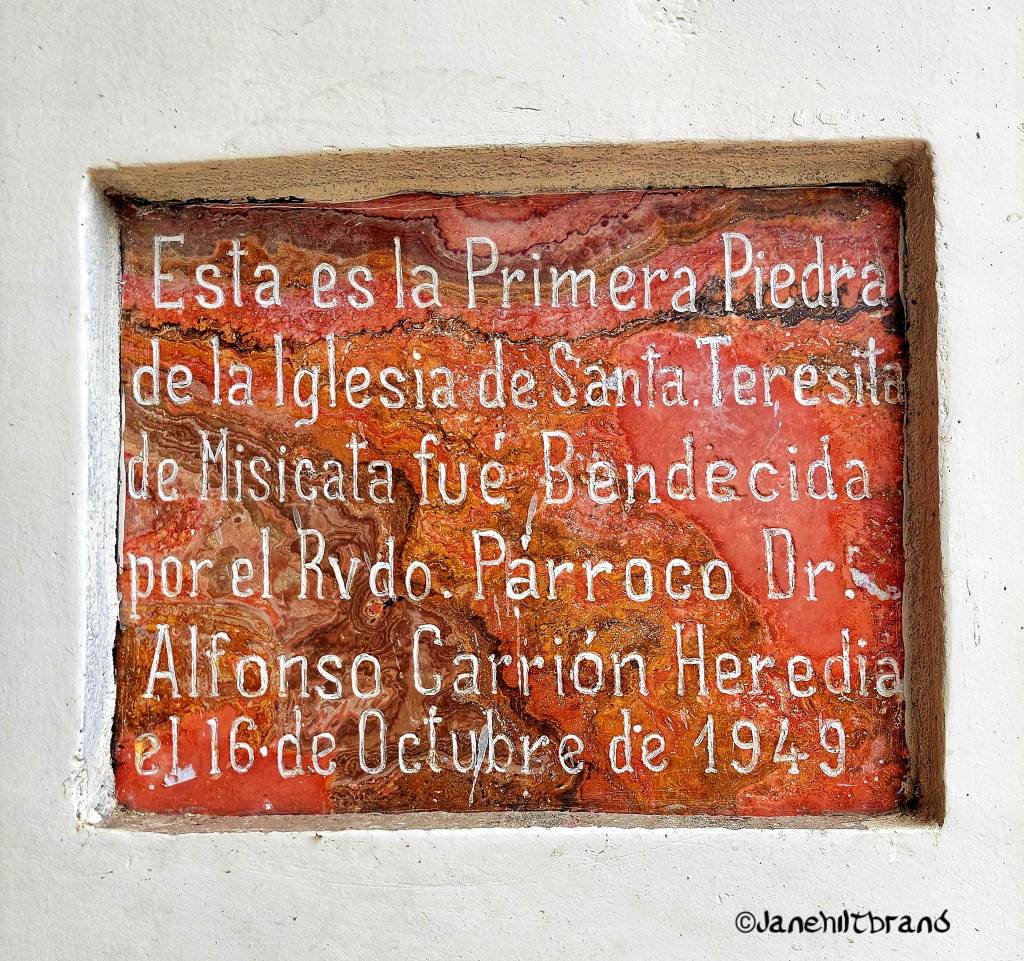 Esta es la Primera Piedra
de la Iglesia de Santa. Teresita
de Misicata fué Bendecida
por el Rvdo. Párroco Dr.
Alfonso Carrión Heredia
el 16 de Octubre de 1949
©Janehiltbrand